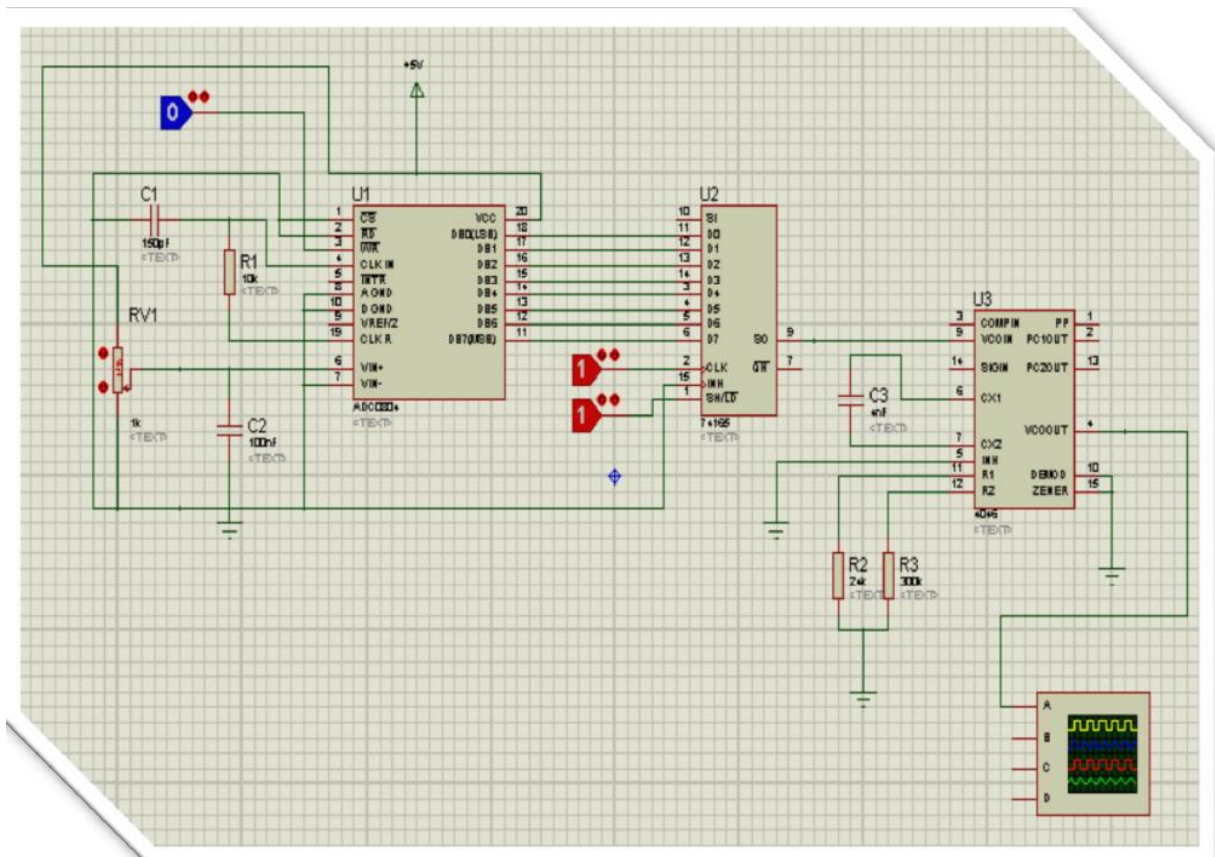 +5V
0
C1
150pF
<TEXT>
R1
10k
<TEXT>
RV1
1k
<TEXT>
C2
100nF
<TEXT>
U1
1 CS VCC 20
2 RD DB0(LSB) 18
3 WR DB1 17
4 CLK IN DB2 16
5 INTR DB3 15
8 A GND DB4 14
10 D GND DB5 13
9 VREF/2 DB6 12
19 CLK R DB7(MSB) 11
6 VIN+
7 VIN-
ADC0804
<TEXT>
1
1
U2
10 SI
11 D0
12 D1
13 D2
14 D3
3 D4
4 D5
5 D6
6 D7 SO 9
2 CLK QH 7
15 INH
1 SH/LD
74165
<TEXT>
C3
4nF
<TEXT>
U3
3 COMPIN PP 1
9 VCOIN PC1OUT 2
14 SIGIN PC2OUT 13
6 CX1
VCOOUT 4
7 CX2
5 INH
11 R1 DEMOD 10
12 R2 ZENER 15
4046
<TEXT>
R2
24k
<TEXT>
R3
300k
<TEXT>
A
B
C
D